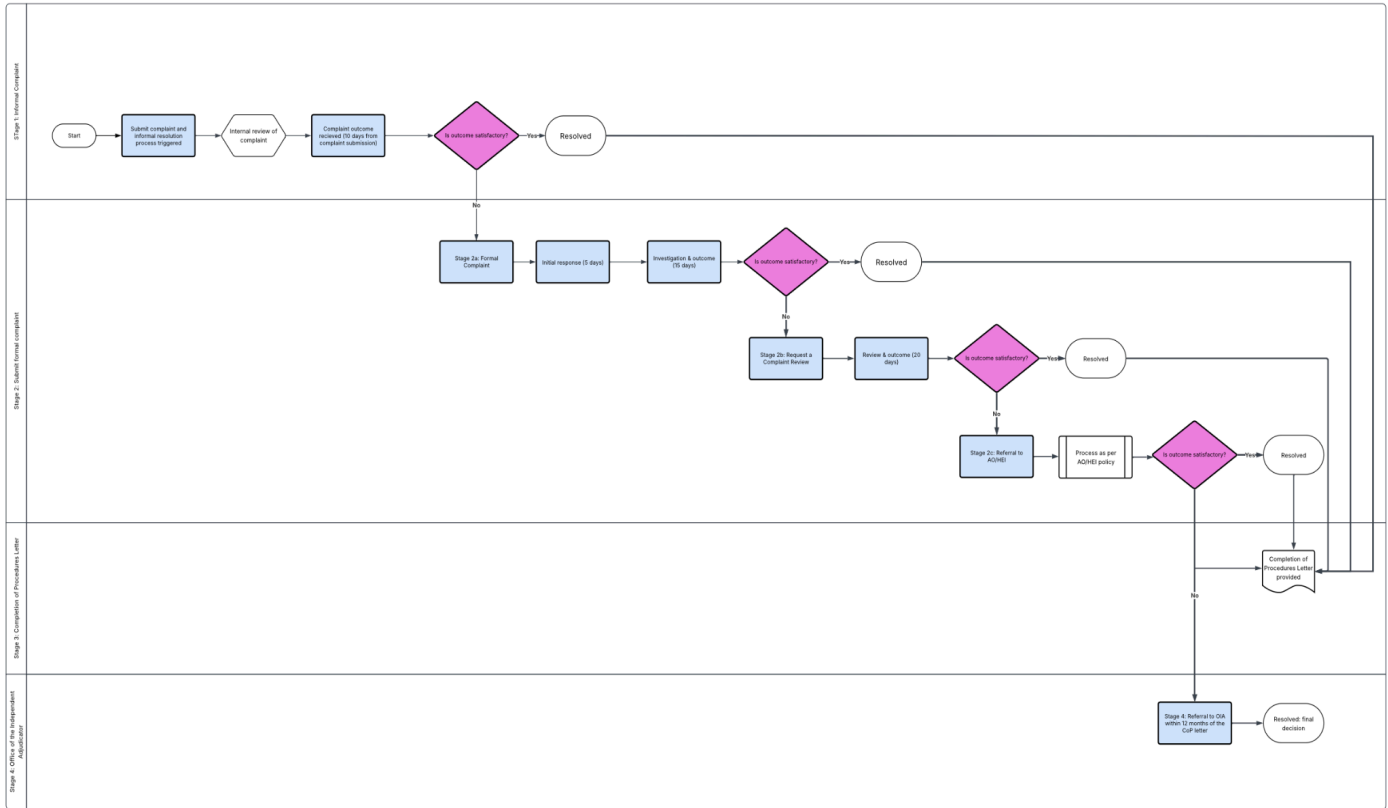 STage 1: Informal Complaint
Start
Submit complaint and
informal resolution
process triggered
Internal review of
complaint
Complaint outcome
recieved (10 days from
complaint submission)
Is outcome satisfactory?
Yes
Resolved
No
Stage 2: Submit formal complaint
Stage 2a: Formal
Complaint
Initial response (5 days)
Investigation & outcome
(15 days)
Is outcome satisfactory?
Yes
Resolved
No
Stage 2b: Request a
Complaint Review
Review & outcome (20
days)
Is outcome satisfactory?
Yes
Resolved
No
Stage 2c: Referral to
AO/HEI
Process as per
AO/HEI policy
Is outcome satisfactory?
Yes
Resolved
Stage 3: Completion of Procedures Letter
Completion of
Procedures Letter
provided
No
Stage 4: Office of the Independent
Adjudicator
Stage 4: Referral to OIA
within 12 months of the
CoP letter
Resolved: final
decision